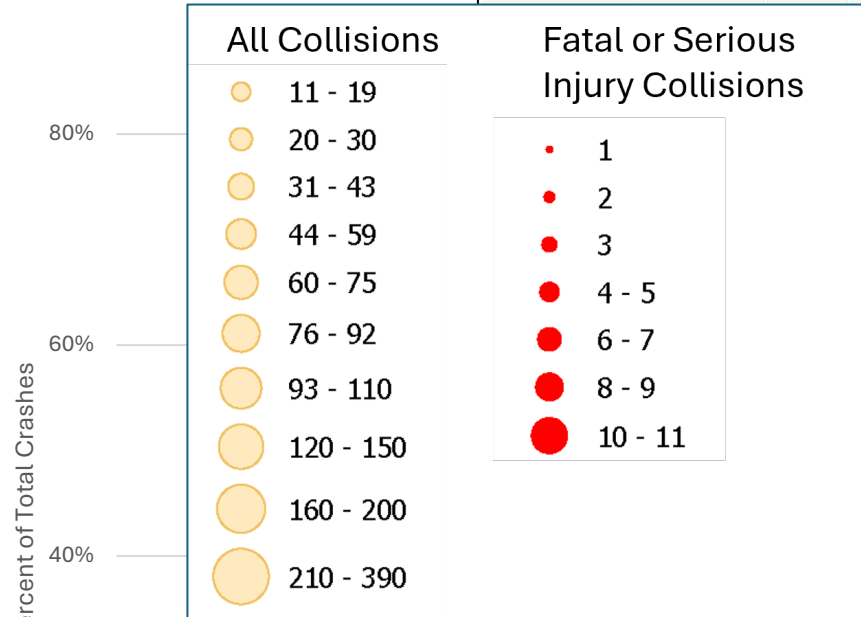 All Collisions
11 - 19
20 - 30
31 - 43
44 - 59
60 - 75
76 - 92
93 - 110
120 - 150
160 - 200
210 - 390
Fatal or Serious
Injury Collisions
1
2
3
4 - 5
6 - 7
8 - 9
10 - 11
80%
60%
40%
ercent of Total Crashes